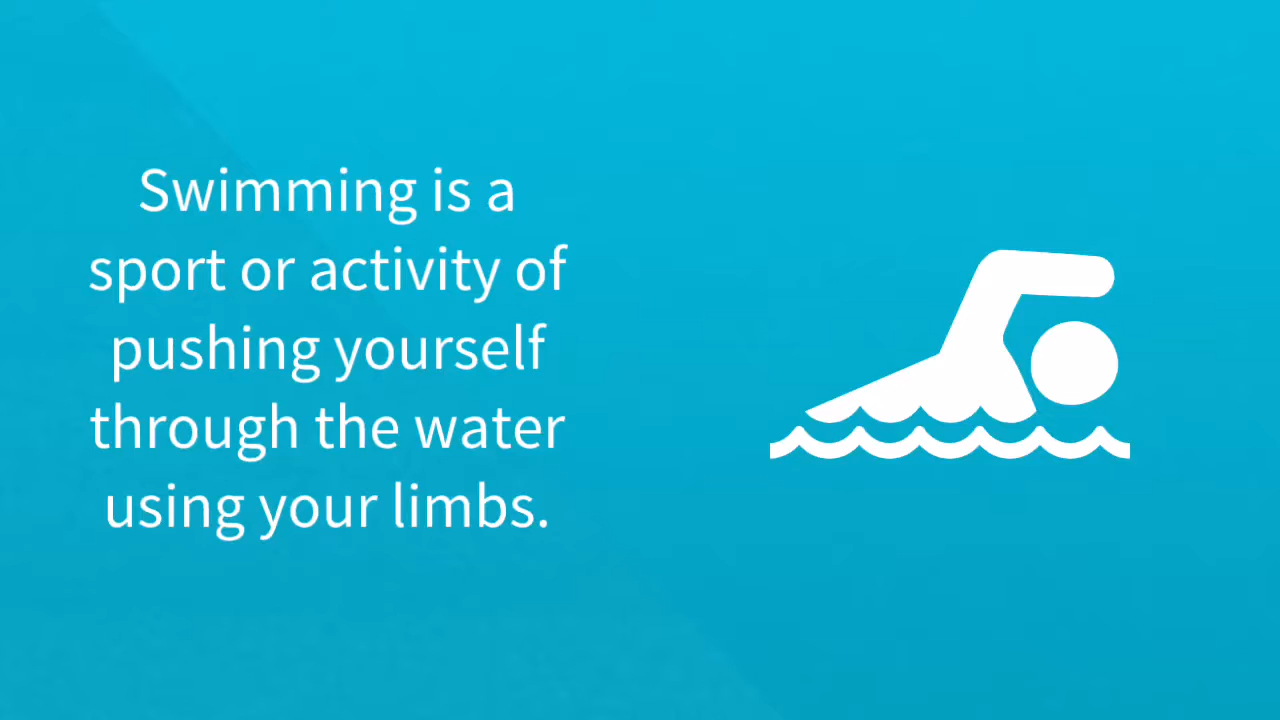 Swimming is a
sport or activity of
pushing yourself
through the water
using your limbs.